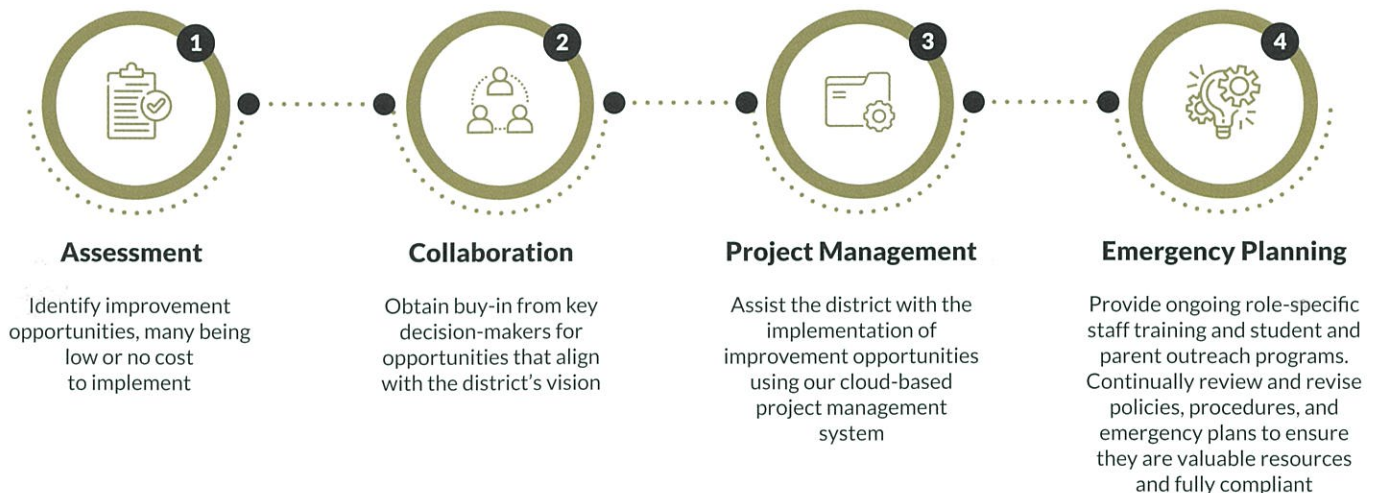 1
Assessment
Identify improvement
opportunities, many being
low or no cost
to implement
2
Collaboration
Obtain buy-in from key
decision-makers for
opportunities that align
with the district's vision
3
Project Management
Assist the district with the
implementation of
improvement opportunities
using our cloud-based
project management
system
4
Emergency Planning
Provide ongoing role-specific
staff training and student and
parent outreach programs.
Continually review and revise
policies, procedures, and
emergency plans to ensure
they are valuable resources
and fully compliant